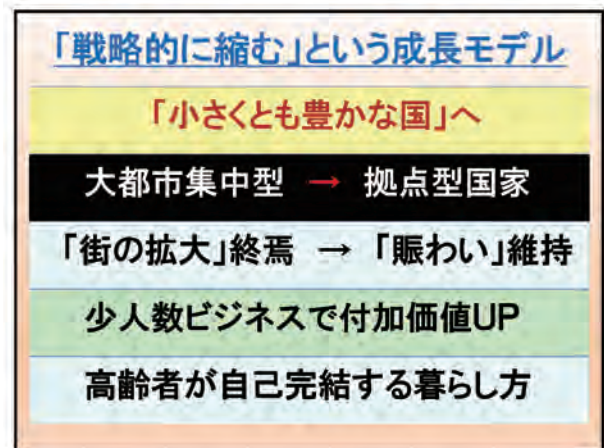 「戦略的に縮む」という成長モデル
「小さくとも豊かな国」へ
大都市集中型 → 拠点型国家
「街の拡大」終焉 → 「賑わい」維持
少人数ビジネスで付加価値UP
高齢者が自己完結する暮らし方